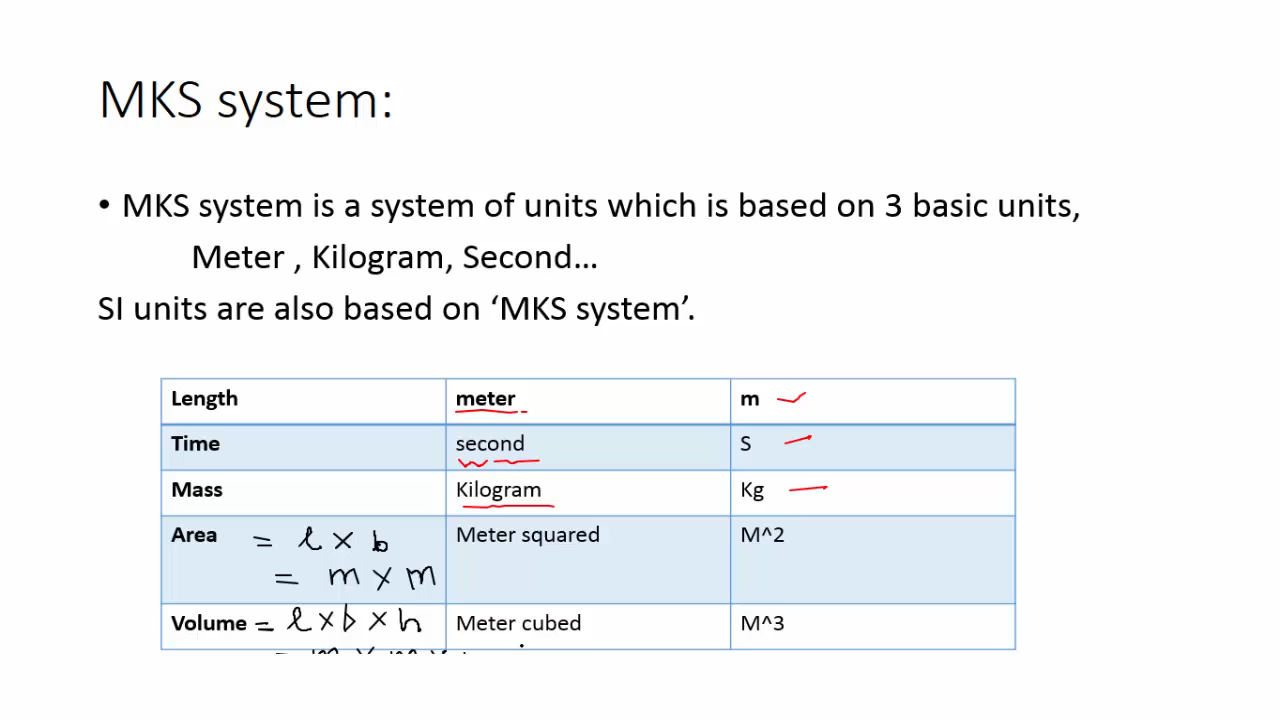 MKS system:
• MKS system is a system of units which is based on 3 basic units,
Meter , Kilogram, Second...
SI units are also based on ‘MKS system’.
Length meter m
Time second S
Mass Kilogram Kg
Area = l × b Meter squared M^2
= m × m
Volume = l × b × h Meter cubed M^3
= m × m ×